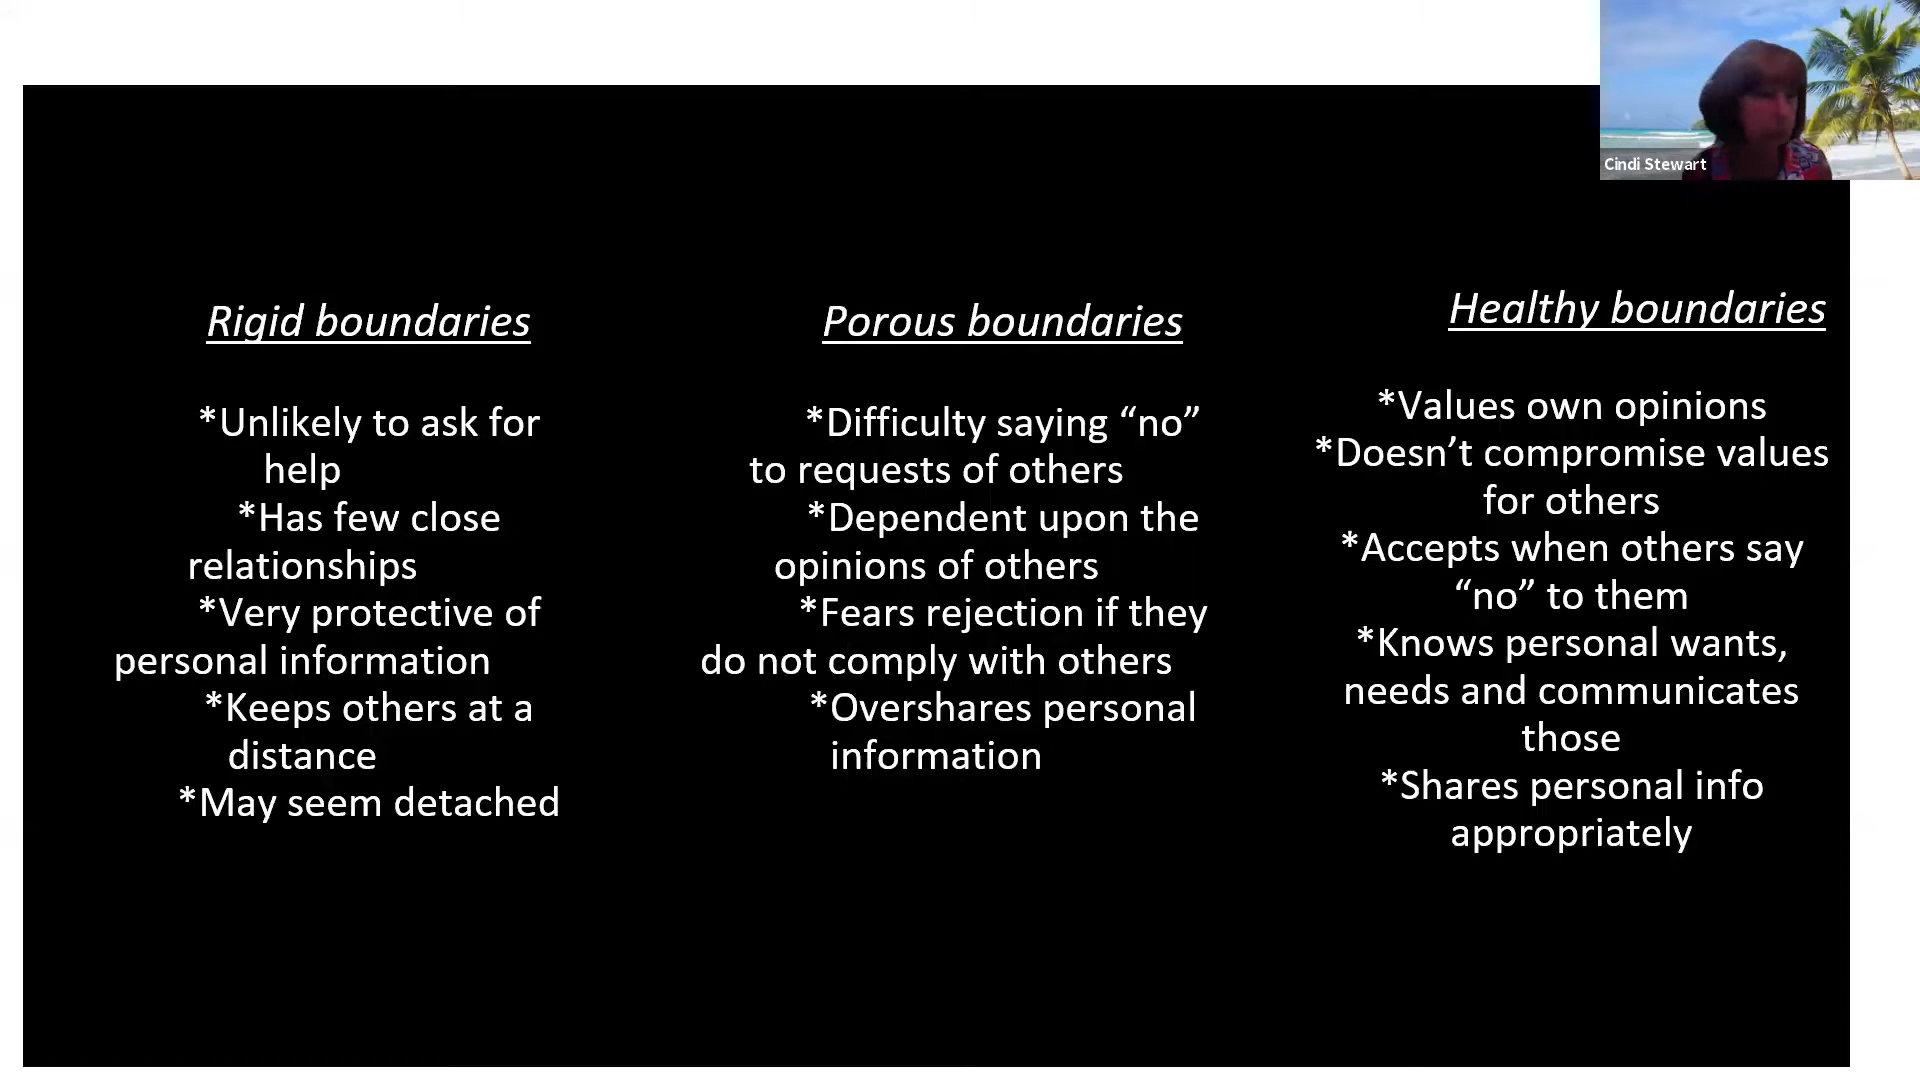 Cindi Stewart
Rigid boundaries
*Unlikely to ask for
help
*Has few close
relationships
*Very protective of
personal information
*Keeps others at a
distance
*May seem detached
Porous boundaries
*Difficulty saying “no”
to requests of others
*Dependent upon the
opinions of others
*Fears rejection if they
do not comply with others
*Overshares personal
information
Healthy boundaries
*Values own opinions
*Doesn’t compromise values
for others
*Accepts when others say
“no” to them
*Knows personal wants,
needs and communicates
those
*Shares personal info
appropriately